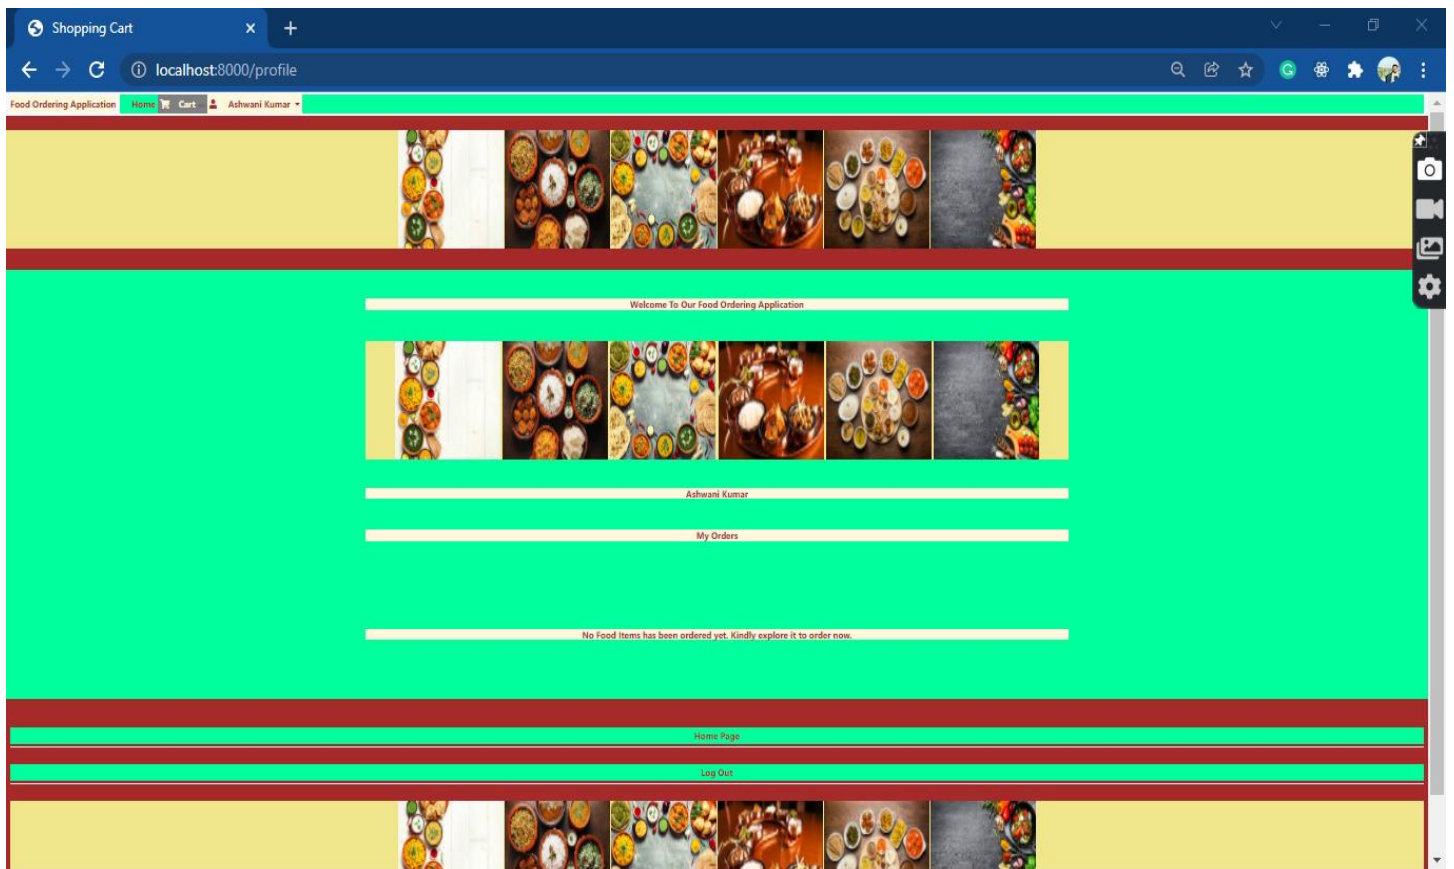 Shopping Cart
localhost:8000/profile
Food Ordering Application Home Cart Ashwani Kumar
Welcome To Our Food Ordering Application
Ashwani Kumar
My Orders
No Food Items has been ordered yet. Kindly explore it to order now.
Home Page
Log Out